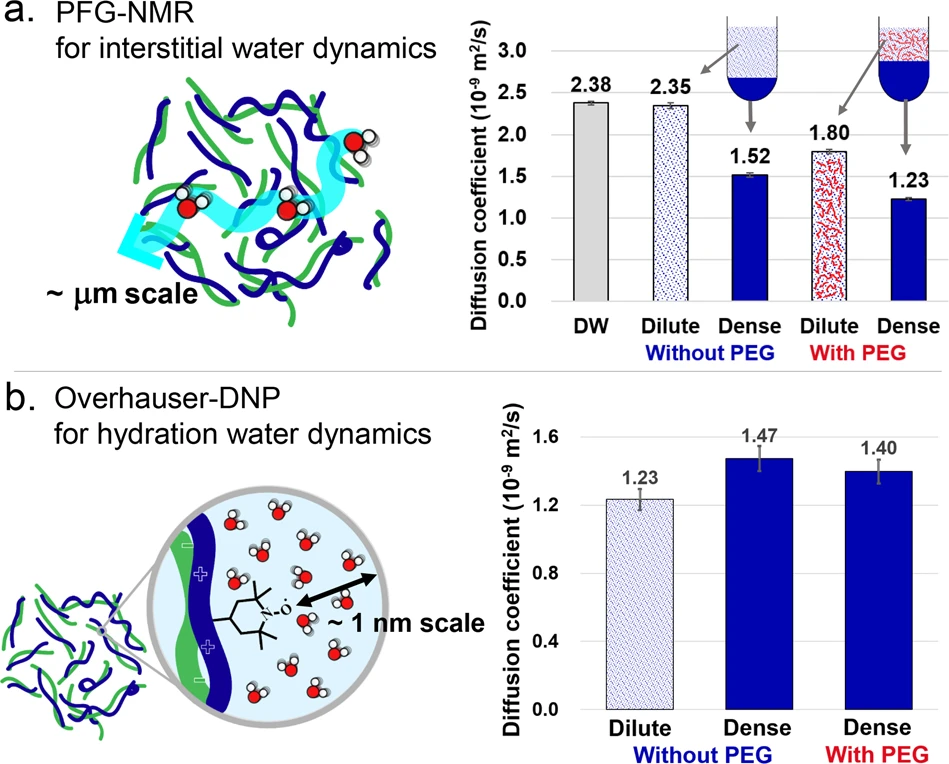 a. PFG-NMR
for interstitial water dynamics
~ μm scale
Diffusion coefficient (10⁻⁹ m²/s)
3.0
2.5
2.0
1.5
1.0
0.5
0.0
2.38
2.35
1.52
1.80
1.23
DW Dilute Dense Dilute Dense
Without PEG With PEG
b. Overhauser-DNP
for hydration water dynamics
−
+
N-O·
~ 1 nm scale
+
−
Diffusion coefficient (10⁻⁹ m²/s)
1.6
1.2
0.8
0.4
0.0
1.23
1.47
1.40
Dilute Dense Dense
Without PEG With PEG